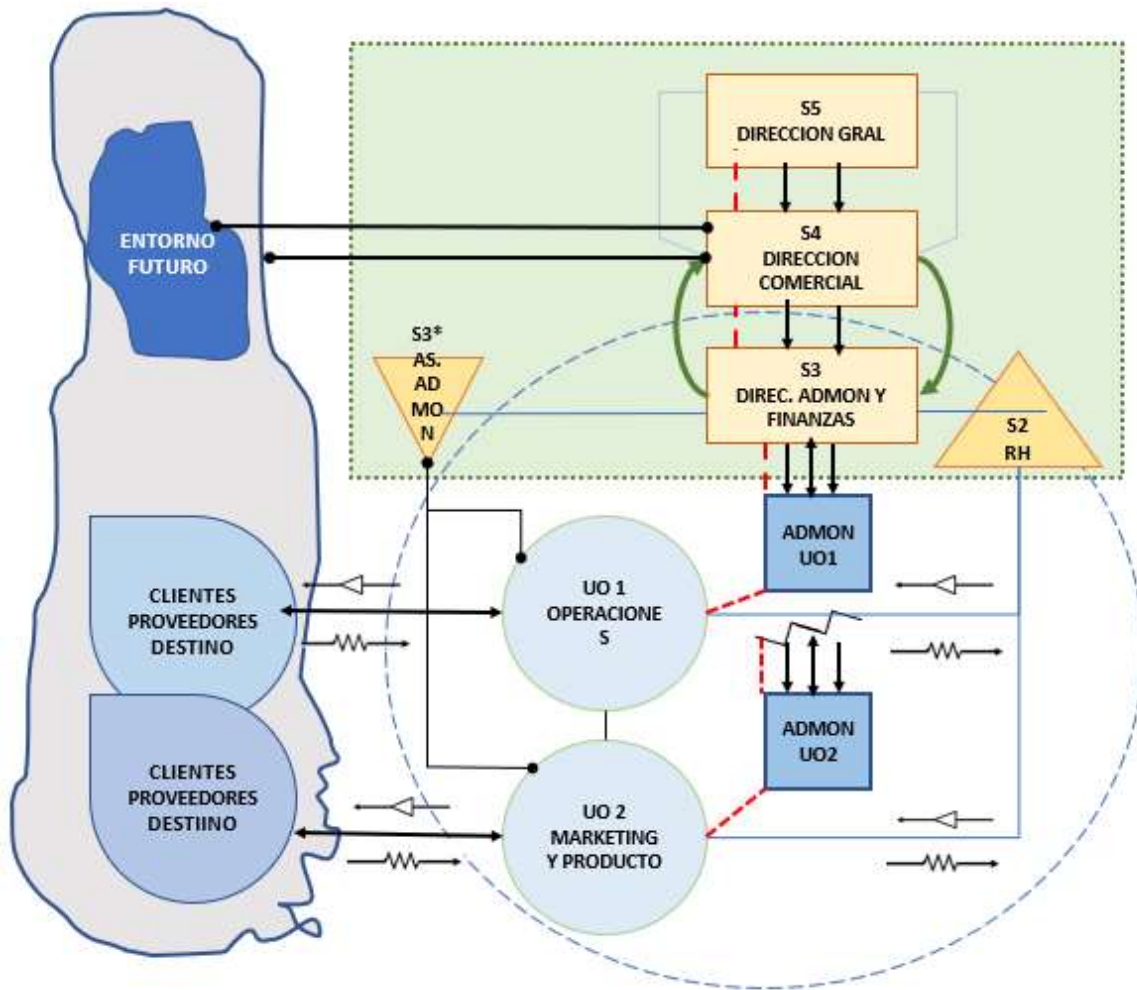 S5
DIRECCION GRAL
ENTORNO
FUTURO
S4
DIRECCION
COMERCIAL
S3*
AS.
AD
MO
N
S3
DIREC. ADMON Y
FINANZAS
S2
RH
ADMON
UO1
CLIENTES
PROVEEDORES
DESTINO
UO 1
OPERACIONE
S
ADMON
UO2
CLIENTES
PROVEEDORES
DESTIINO
UO 2
MARKETING
Y PRODUCTO